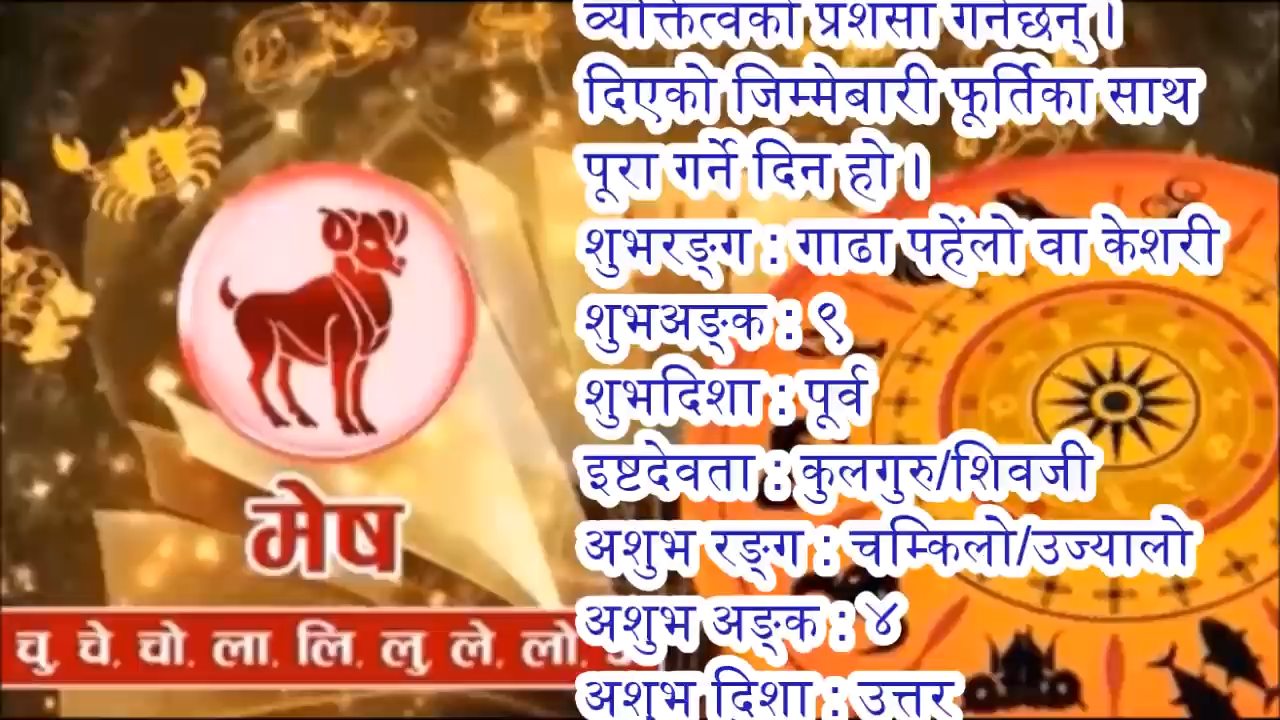 व्यक्तित्वको प्रशंसा गर्नेछन् ।
दिएको जिम्मेबारी फूर्तिका साथ
पूरा गर्ने दिन हो ।
शुभरङ्ग : गाढा पहेंलो वा केशरी
शुभअङ्क : ९
शुभदिशा : पूर्व
इष्टदेवता : कुलगुरु/शिवजी
अशुभ रङ्ग : चम्किलो/उज्यालो
अशुभ अङ्क : ४
अशुभ दिशा : उत्तर
मेष
चु, चे, चो, ला, लि, लु, ले, लो,